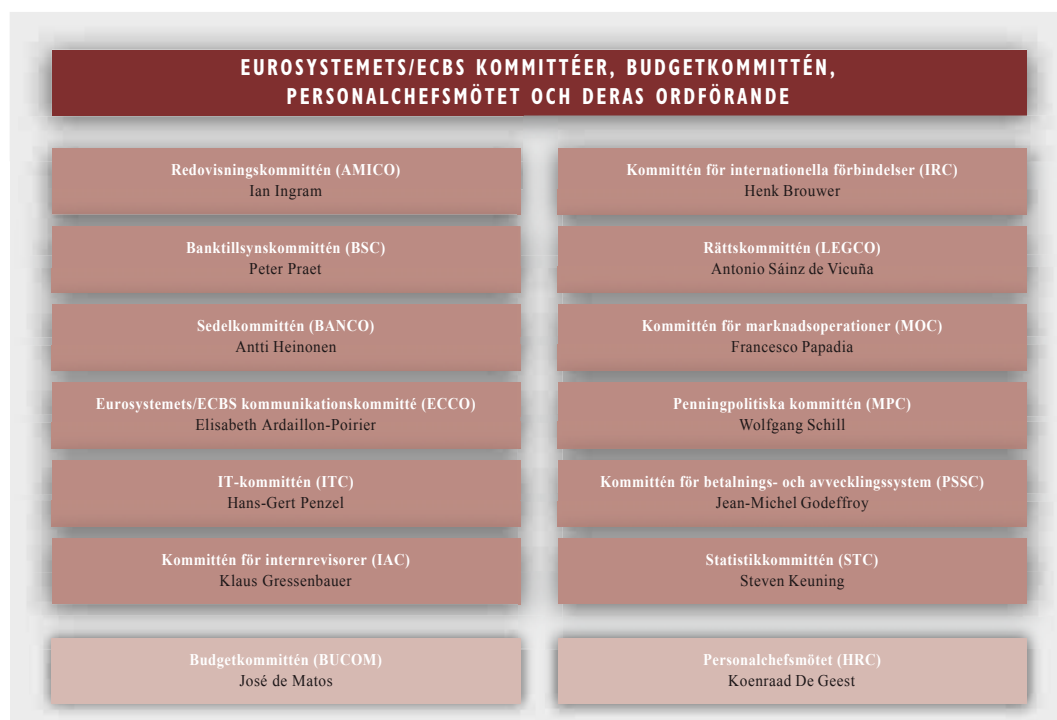 EUROSYSTEMETS/ECBS KOMMITTÉER, BUDGETKOMMITTÉN,
PERSONALCHEFSMÖTET OCH DERAS ORDFÖRANDE
Redovisningskommittén (AMICO)
Ian Ingram
Banktillsynskommittén (BSC)
Peter Praet
Sedelkommittén (BANCO)
Antti Heinonen
Eurosystemets/ECBS kommunikationskommitté (ECCO)
Elisabeth Ardaillon-Poirier
IT-kommittén (ITC)
Hans-Gert Penzel
Kommittén för internrevisorer (IAC)
Klaus Gressenbauer
Kommittén för internationella förbindelser (IRC)
Henk Brouwer
Rättskommittén (LEGCO)
Antonio Sáinz de Vicuña
Kommittén för marknadsoperationer (MOC)
Francesco Papadia
Penningpolitiska kommittén (MPC)
Wolfgang Schill
Kommittén för betalnings- och avvecklingssystem (PSSC)
Jean-Michel Godeffroy
Statistikkommittén (STC)
Steven Keuning
Budgetkommittén (BUCOM)
José de Matos
Personalchefsmötet (HRC)
Koenraad De Geest